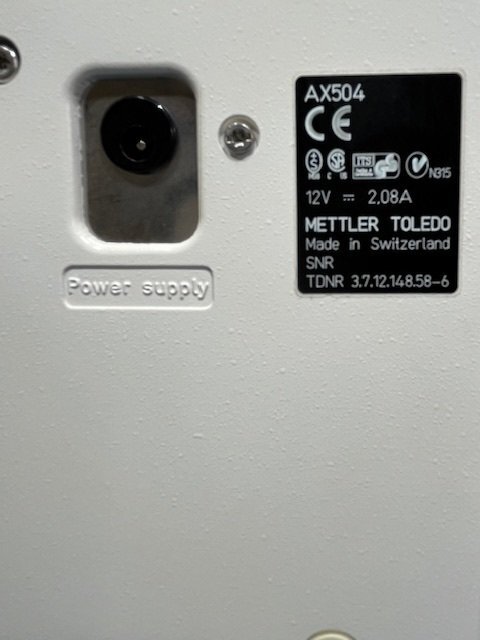 AX504
CE
N315
12V ⎓ 2,08A
METTLER TOLEDO
Made in Switzerland
SNR
TDNR 3.7.12.148.58-6
Power supply